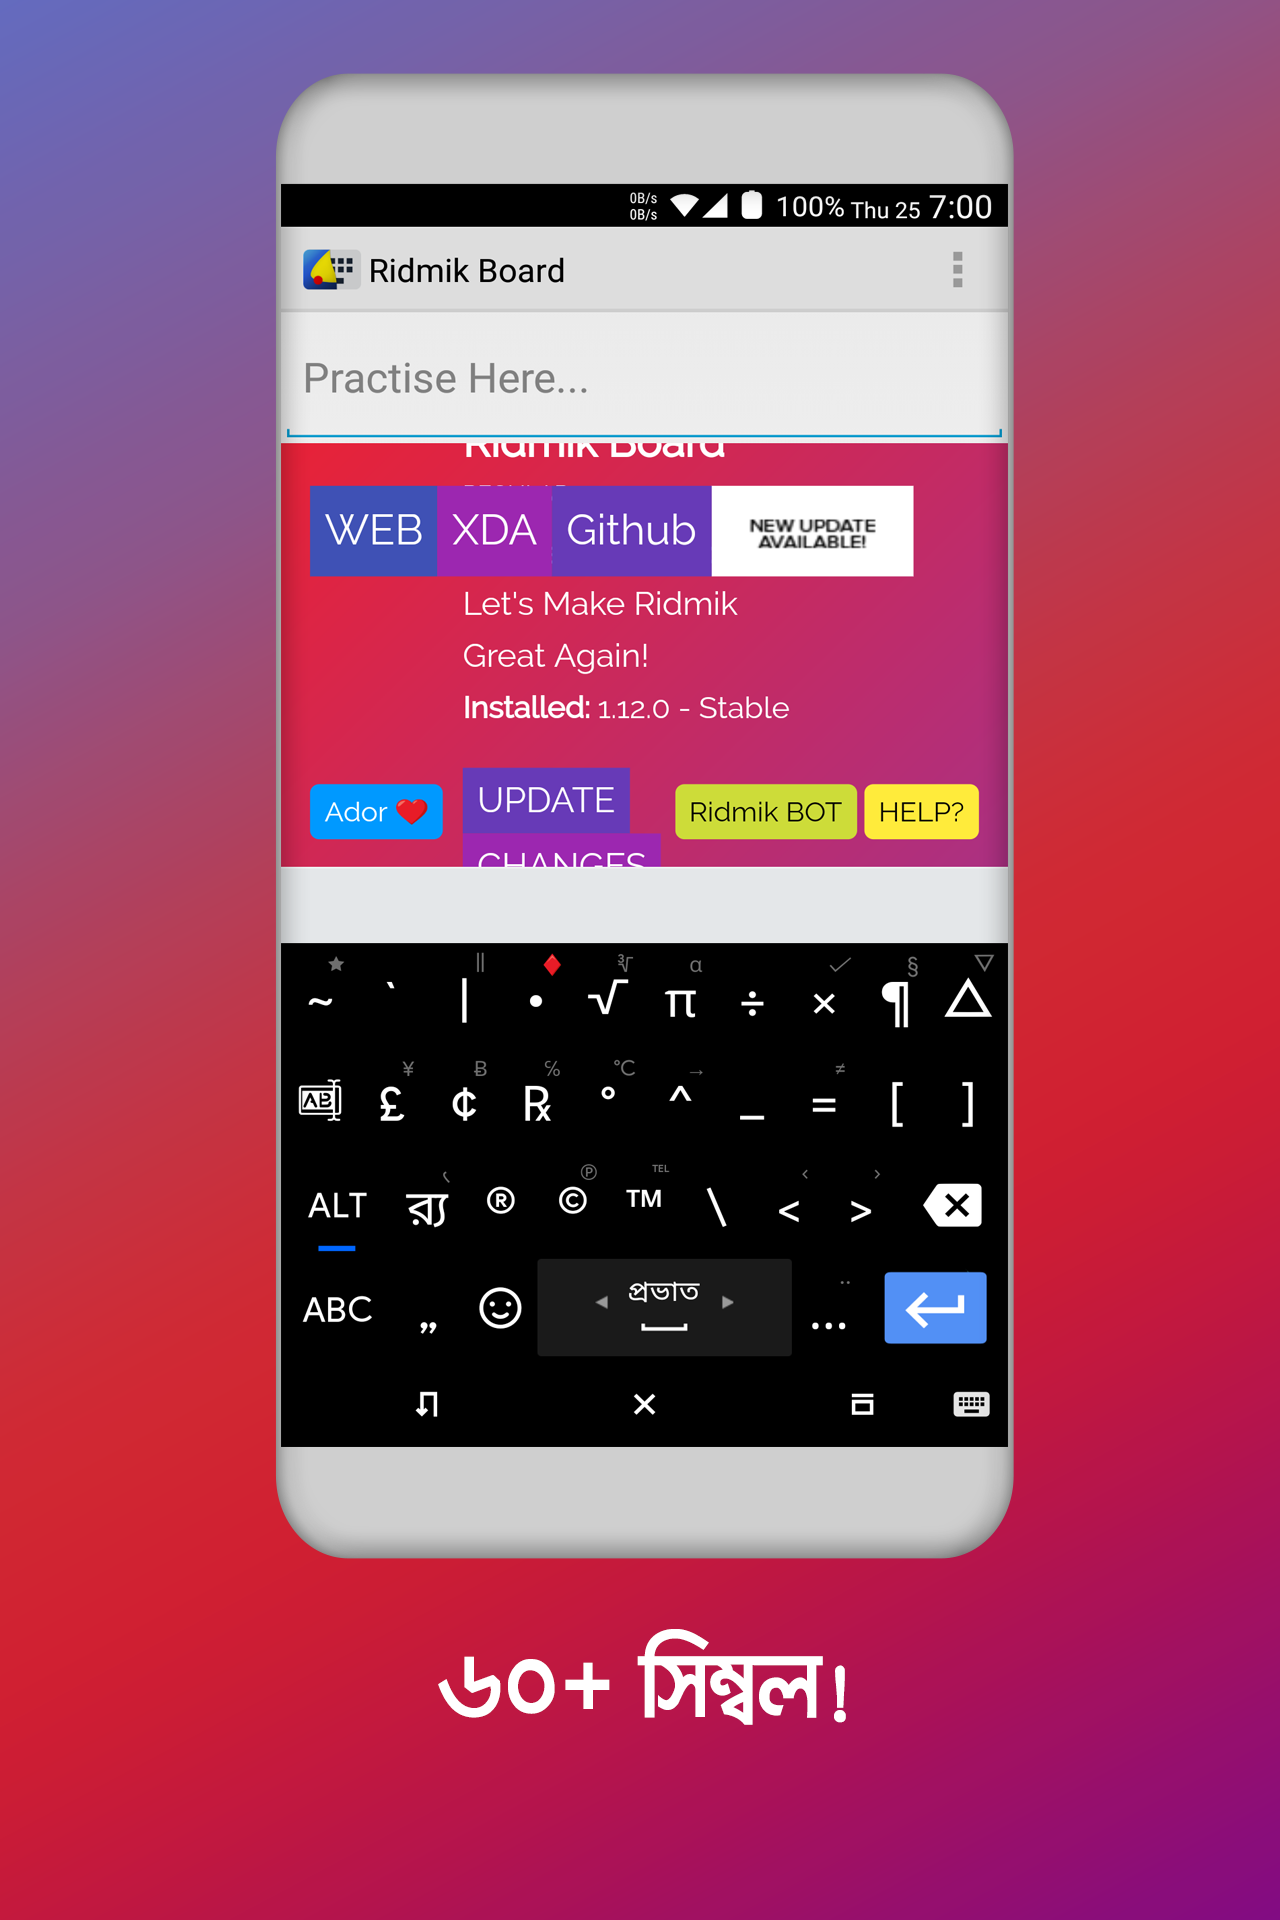 0B/s
0B/s
100% Thu 25 7:00
Ridmik Board
Practise Here...
Ridmik Board
WEB XDA Github NEW UPDATE
AVAILABLE!
Let's Make Ridmik
Great Again!
Installed: 1.12.0 - Stable
Ador ❤️ UPDATE Ridmik BOT HELP?
CHANGES
★ || ♦ ∛ α ✓ § ▽
~ ` | • √ π ÷ × ¶ △
¥ Ƀ ℅ ℃ → ≠
AB £ ¢ ℞ ° ^ _ = [ ]
℗ ℡ ‹ ›
ALT র‍্য ® © ™ \ < >
ABC „ ◂ প্রভাত ▸ …
৬০+ সিম্বল!